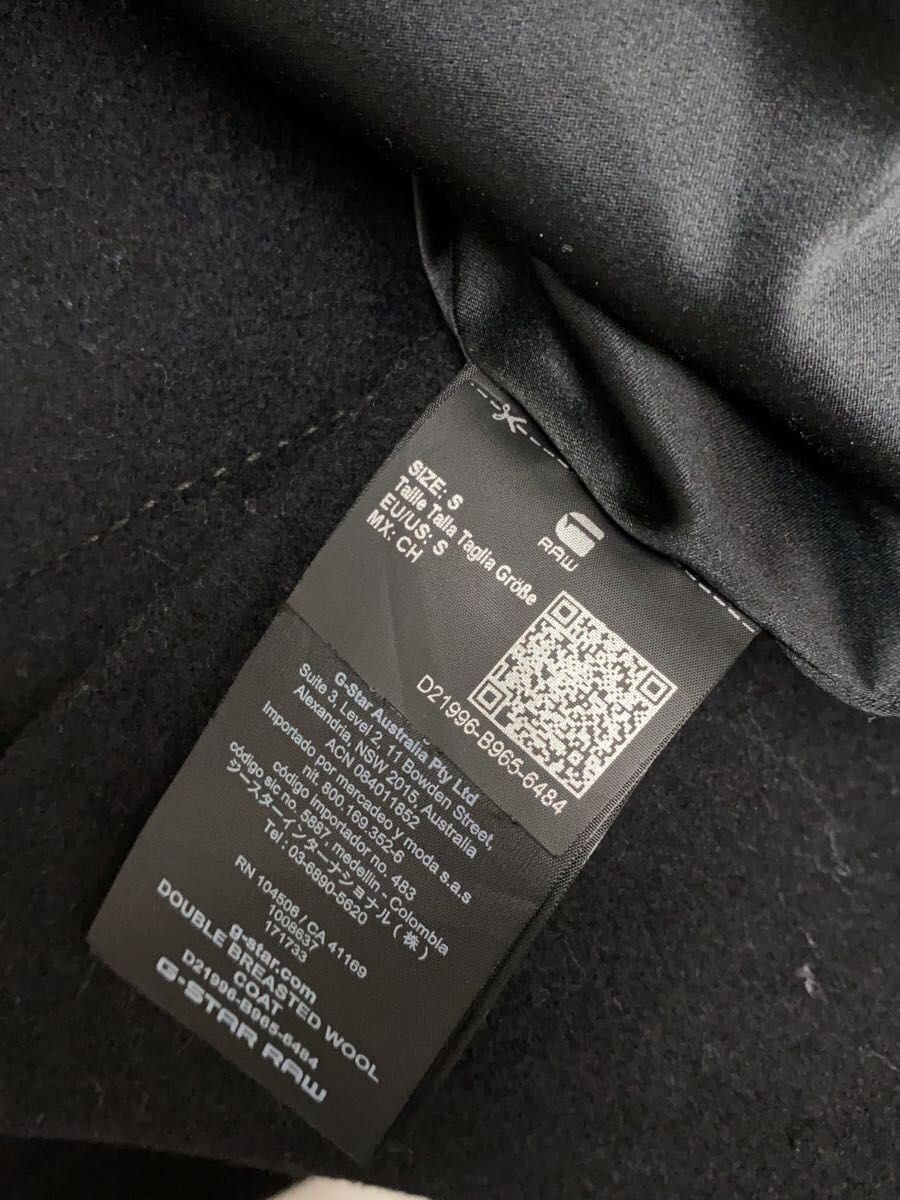 RAW
SIZE: S
Taille Talla Taglia Größe
EU/US: S
MX: CH
D21996-B965-6484
G-Star Australia Pty Ltd
Suite 3, Level 2, 11 Bowden Street,
Alexandria, NSW 2015, Australia
ACN 084011852
Importado por mercadeo y moda s.a.s
nit. 800.169.352-6
código Importador no. 483
código sic no. 5887, medellin - Colombia
ジースターインターナショナル(株)
Tel : 03-6890-5620
RN 104506 / CA 41169
1009637
171733
g-star.com
DOUBLE BREASTED WOOL
COAT
D21996-B965-6484
G-STAR RAW